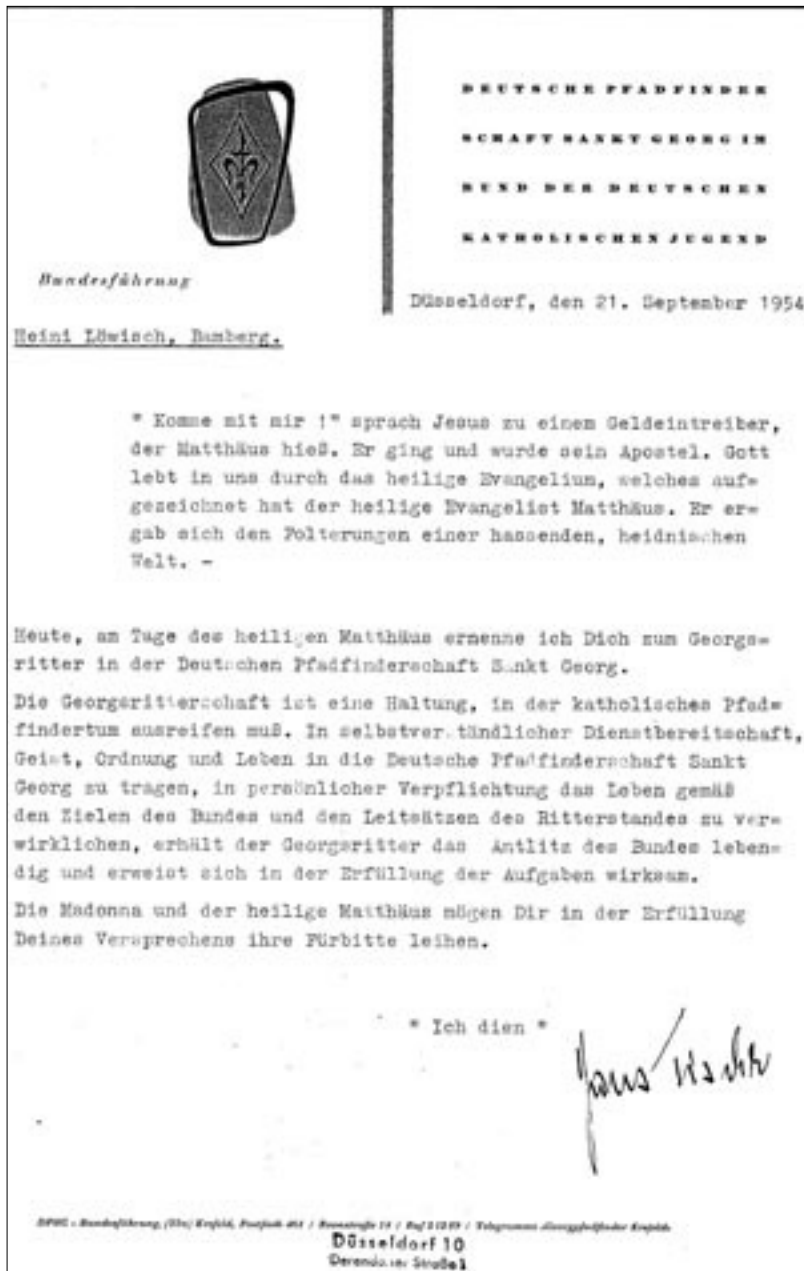 DEUTSCHE PFADFINDER
SCHAFT SANKT GEORG IM
BUND DER DEUTSCHEN
KATHOLISCHEN JUGEND
Bundesführung
Düsseldorf, den 21. September 1954
Heini Löwisch, Bamberg.
" Komme mit mir !" sprach Jesus zu einem Geldeintreiber,
der Matthäus hieß. Er ging und wurde sein Apostel. Gott
lebt in uns durch das heilige Evangelium, welches auf=
gezeichnet hat der heilige Evangelist Matthäus. Er er=
gab sich den Folterungen einer hassenden, heidnischen
Welt. -
Heute, am Tage des heiligen Matthäus ernenne ich Dich zum Georgs=
ritter in der Deutschen Pfadfinderschaft Sankt Georg.
Die Georgsritterschaft ist eine Haltung, in der katholisches Pfad=
findertum ausreifen muß. In selbstverständlicher Dienstbereitschaft,
Geist, Ordnung und Leben in die Deutsche Pfadfinderschaft Sankt
Georg zu tragen, in persönlicher Verpflichtung das Leben gemäß
den Zielen des Bundes und den Leitsätzen des Ritterstandes zu ver=
wirklichen, erhält der Georgsritter das Antlitz des Bundes leben=
dig und erweist sich in der Erfüllung der Aufgaben wirksam.
Die Madonna und der heilige Matthäus mögen Dir in der Erfüllung
Deines Versprechens ihre Fürbitte leihen.
" Ich dien "
Hans
DPSG - Bundesführung, Krefeld, Postfach / Telegramme
Düsseldorf 10